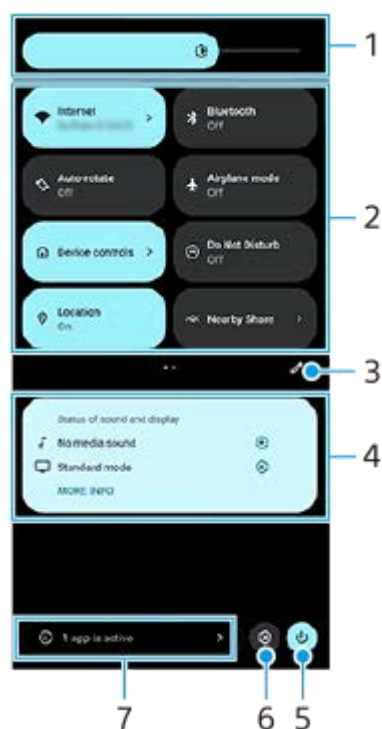 1
Internet
Bluetooth
Off
Auto-rotate
Off
Airplane mode
Off
2
Device controls
Do Not Disturb
Off
Location
On
Nearby Share
3
Status of sound and display
No media sound
4
Standard mode
MORE INFO
1 app is active
7
6
5